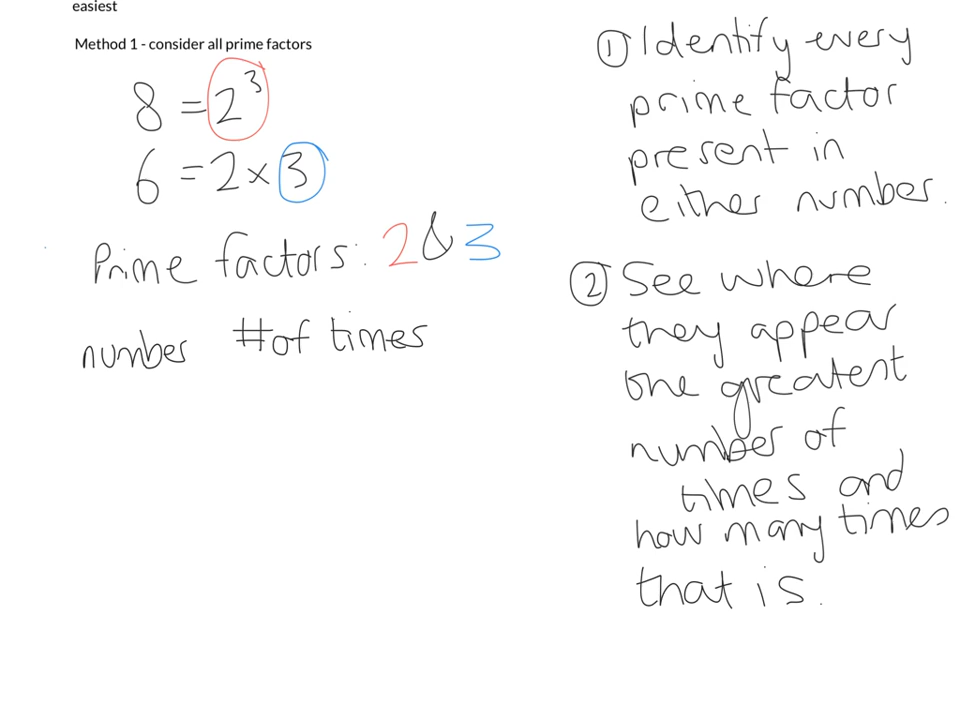 easiest
Method 1 - consider all prime factors
8 = 2³
6 = 2 × 3
Prime factors: 2 & 3
number # of times
① Identify every
prime factor
present in
either number.
② See where
they appear
the greatest
number of
times and
how many times
that is.